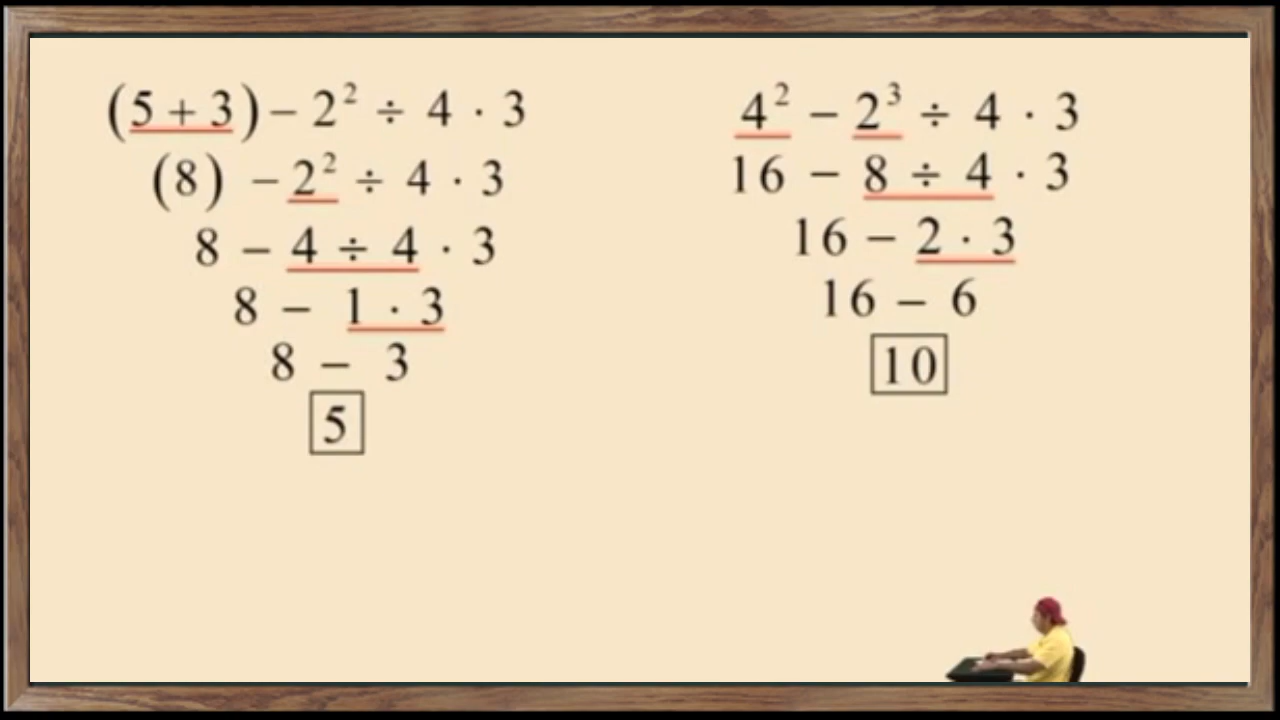 (5 + 3) − 2² ÷ 4 · 3
(8) − 2² ÷ 4 · 3
8 − 4 ÷ 4 · 3
8 − 1 · 3
8 − 3
5
4² − 2³ ÷ 4 · 3
16 − 8 ÷ 4 · 3
16 − 2 · 3
16 − 6
10